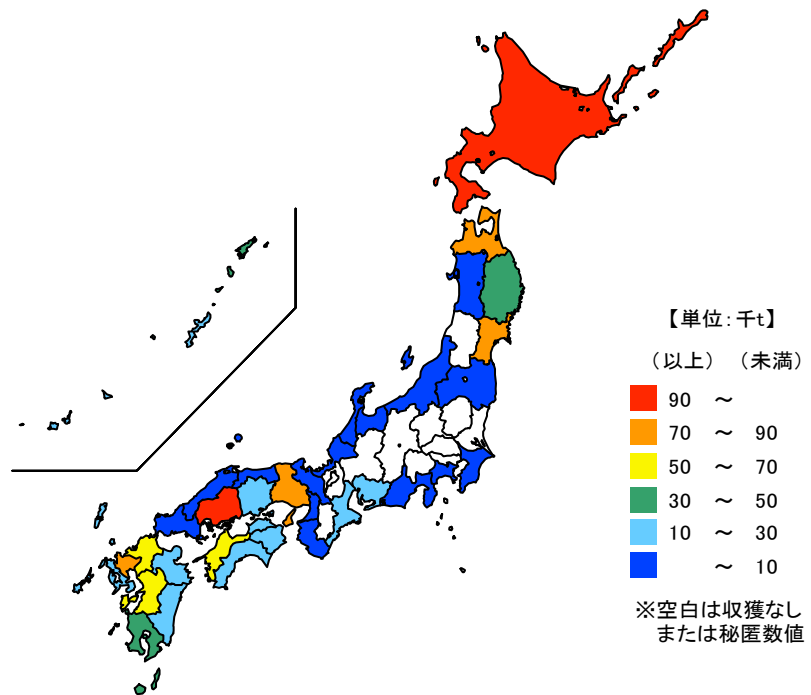 【単位：千t】
（以上）（未満）
90 ～
70 ～ 90
50 ～ 70
30 ～ 50
10 ～ 30
～ 10
※空白は収獲なし
または秘匿数値